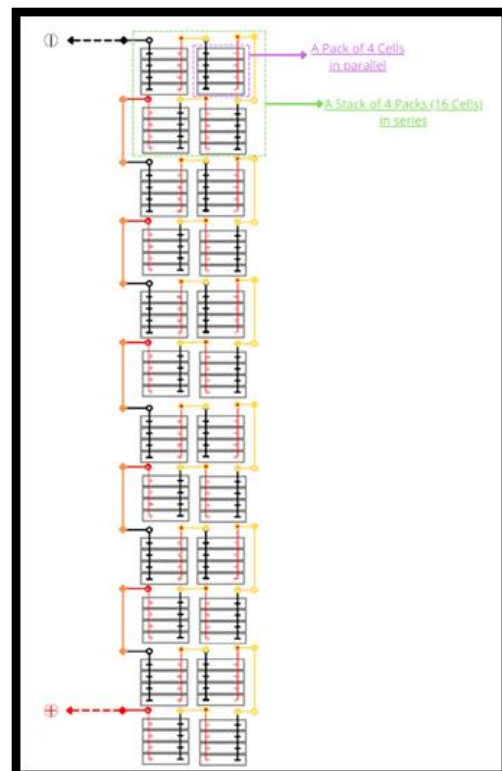 A Pack of 4 Cells
in parallel
A Stack of 4 Packs (16 Cells)
in series